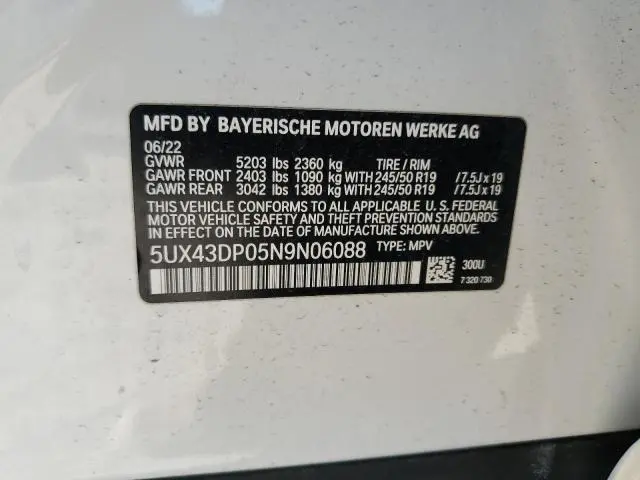 MFD BY BAYERISCHE MOTOREN WERKE AG
06/22
GVWR 5203 lbs 2360 kg TIRE / RIM
GAWR FRONT 2403 lbs 1090 kg WITH 245/50 R19 /7.5J x 19
GAWR REAR 3042 lbs 1380 kg WITH 245/50 R19 /7.5J x 19
THIS VEHICLE CONFORMS TO ALL APPLICABLE U. S. FEDERAL
MOTOR VEHICLE SAFETY AND THEFT PREVENTION STANDARDS
IN EFFECT ON THE DATE OF MANUFACTURE SHOWN ABOVE.
5UX43DP05N9N06088 TYPE: MPV
300U
7 320 730